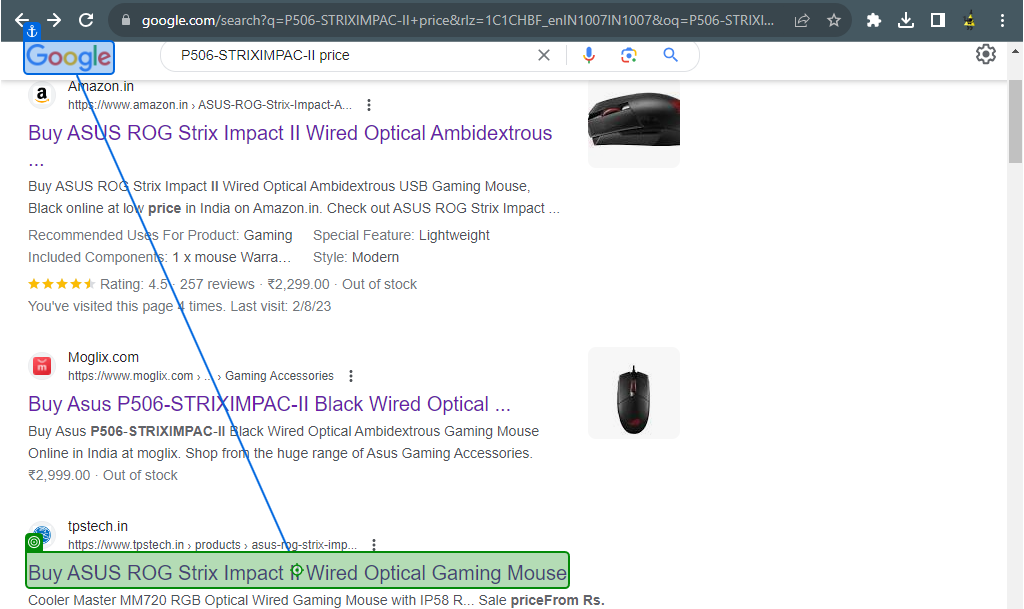 google.com/search?q=P506-STRIXIMPAC-II+price&rlz=1C1CHBF_enIN1007IN1007&oq=P506-STRIXI...
Google
P506-STRIXIMPAC-II price
Amazon.in
https://www.amazon.in › ASUS-ROG-Strix-Impact-A...
Buy ASUS ROG Strix Impact II Wired Optical Ambidextrous
...
Buy ASUS ROG Strix Impact II Wired Optical Ambidextrous USB Gaming Mouse,
Black online at low price in India on Amazon.in. Check out ASUS ROG Strix Impact ...
Recommended Uses For Product: Gaming Special Feature: Lightweight
Included Components: 1 x mouse Warra... Style: Modern
Rating: 4.5 · 257 reviews · ₹2,299.00 · Out of stock
You've visited this page 4 times. Last visit: 2/8/23
Moglix.com
https://www.moglix.com › ... › Gaming Accessories
Buy Asus P506-STRIXIMPAC-II Black Wired Optical ...
Buy Asus P506-STRIXIMPAC-II Black Wired Optical Ambidextrous Gaming Mouse
Online in India at moglix. Shop from the huge range of Asus Gaming Accessories.
₹2,999.00 · Out of stock
tpstech.in
https://www.tpstech.in › products › asus-rog-strix-imp...
Buy ASUS ROG Strix Impact II Wired Optical Gaming Mouse
Cooler Master MM720 RGB Optical Wired Gaming Mouse with IP58 R... Sale priceFrom Rs.